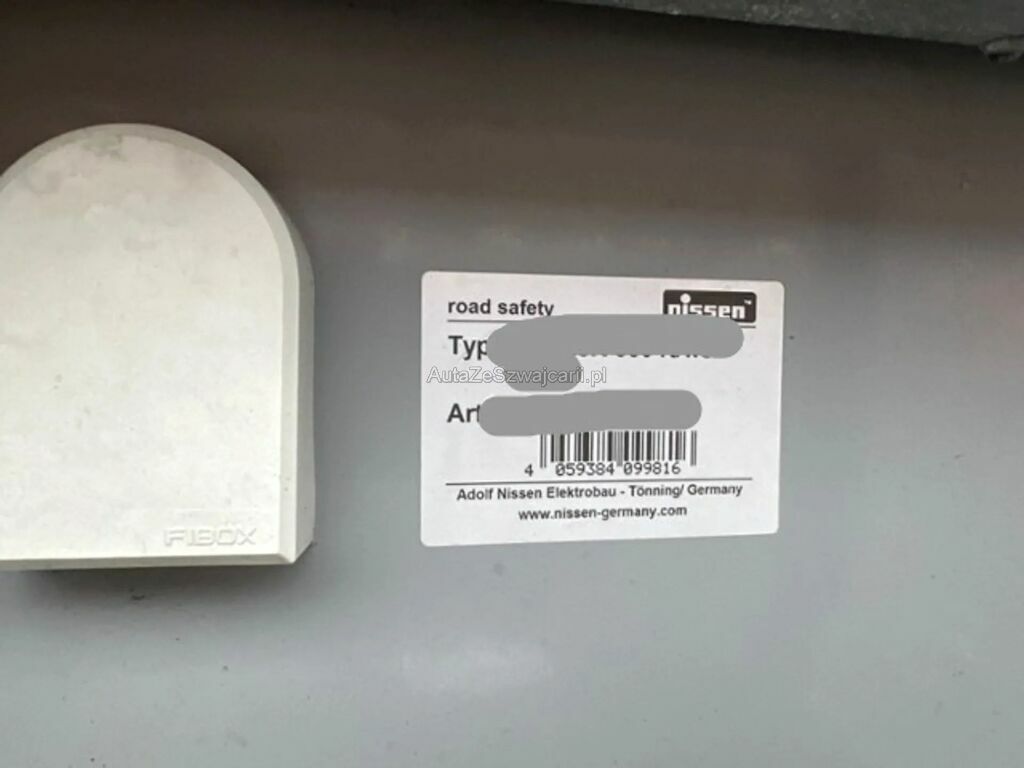 road safety
nissen™
Typ
AutaZeSzwajcarii.pl
Art
4 059384 099816
Adolf Nissen Elektrobau - Tönning/ Germany
www.nissen-germany.com
FIBOX